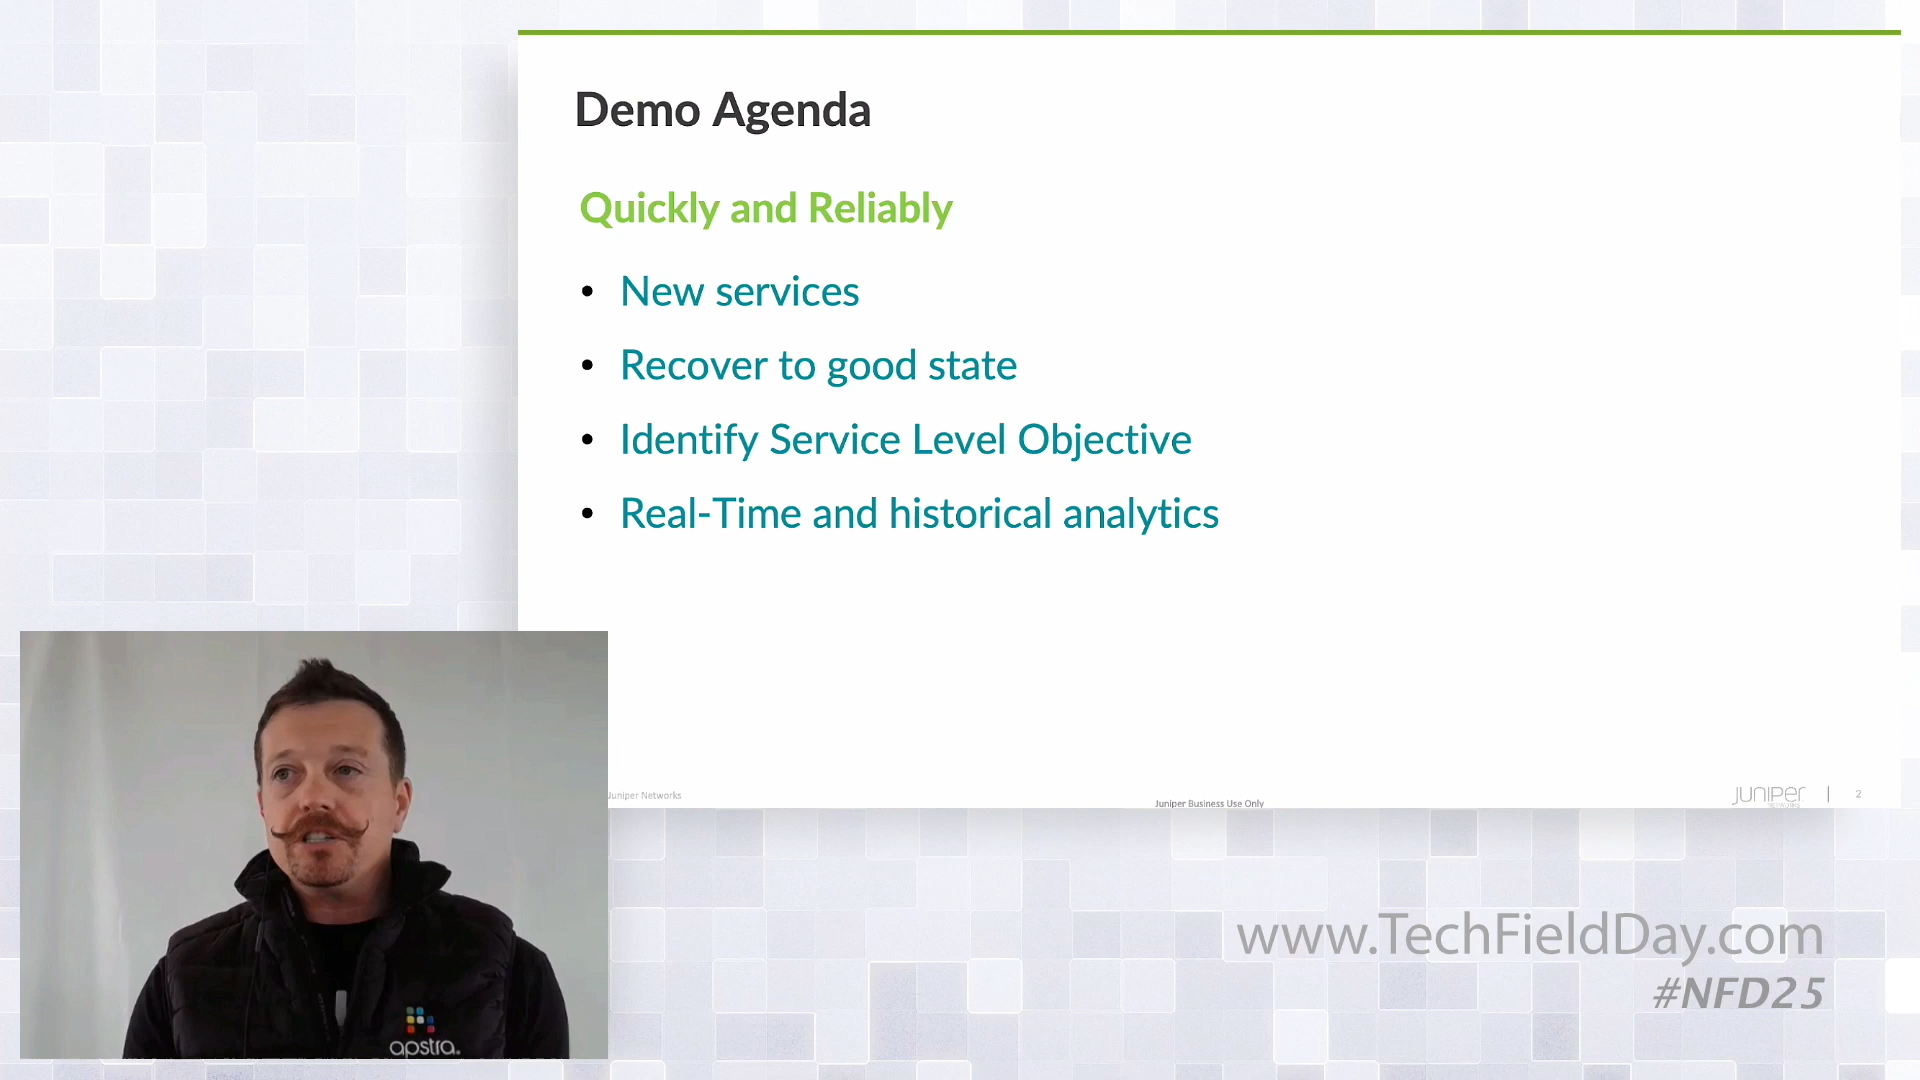 Demo Agenda
Quickly and Reliably
• New services
• Recover to good state
• Identify Service Level Objective
• Real-Time and historical analytics
Juniper Networks
Juniper Business Use Only
JUNIPER
NETWORKS
2
apstra.
www.TechFieldDay.com
#NFD25